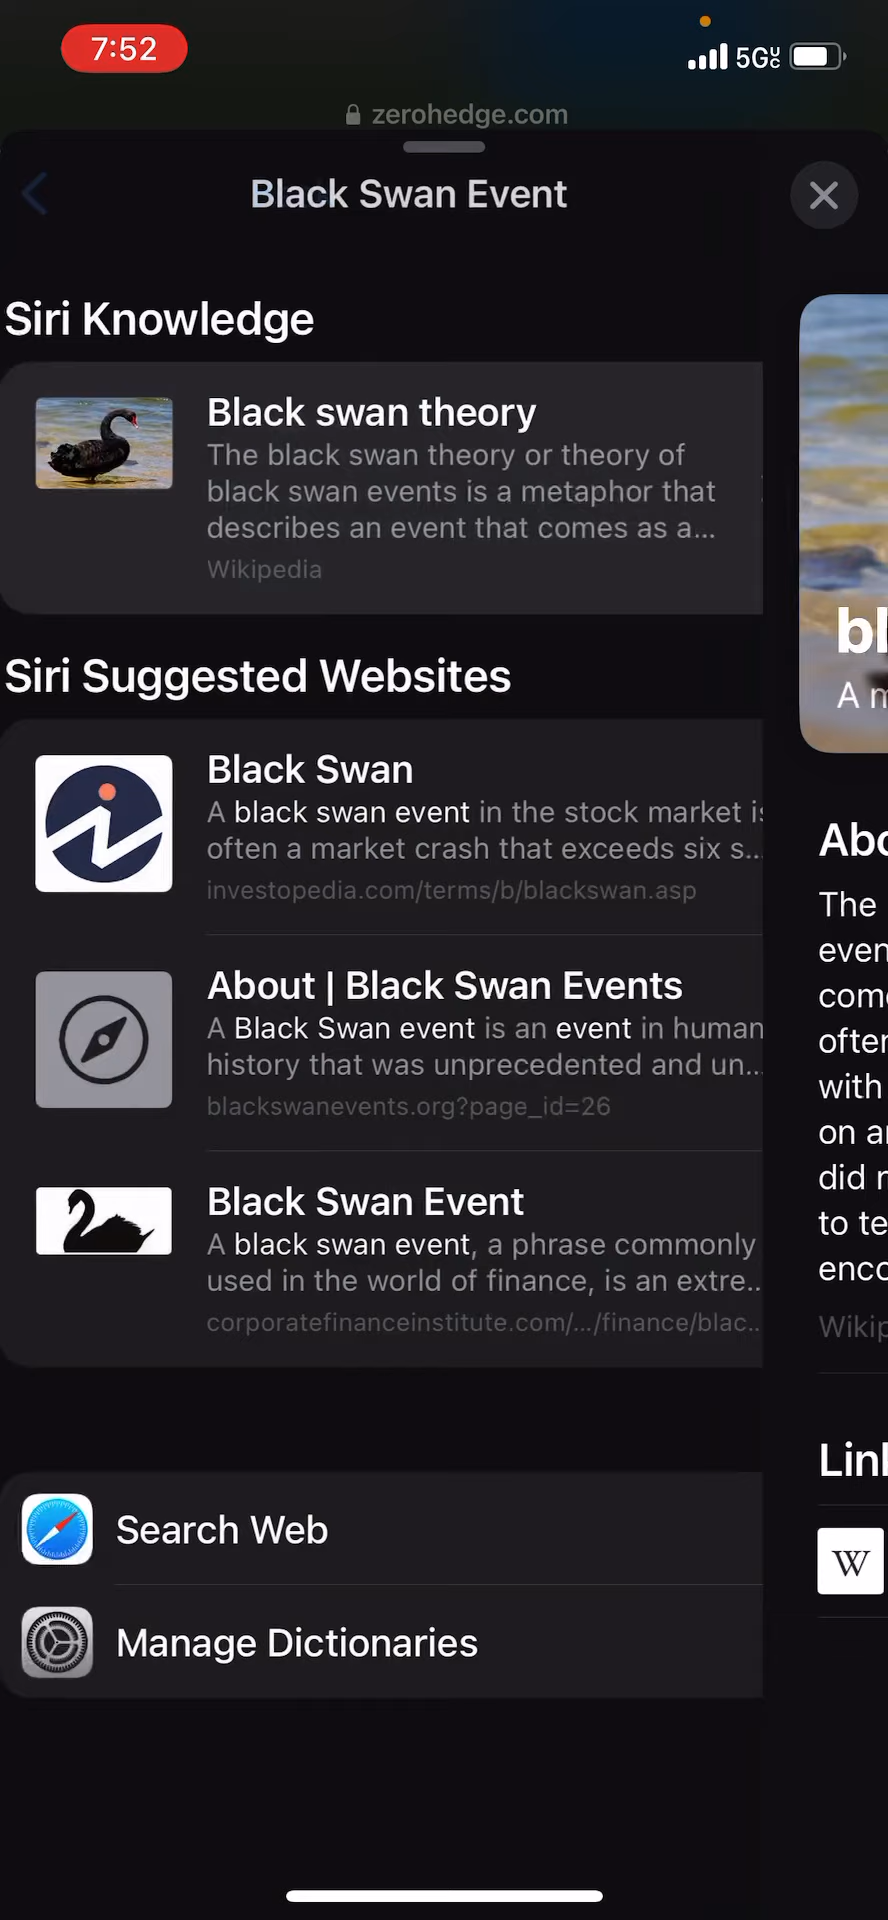 7:52
5GUC
zerohedge.com
Black Swan Event
Siri Knowledge
Black swan theory
The black swan theory or theory of
black swan events is a metaphor that
describes an event that comes as a...
Wikipedia
Siri Suggested Websites
Black Swan
A black swan event in the stock market is
often a market crash that exceeds six s...
investopedia.com/terms/b/blackswan.asp
About | Black Swan Events
A Black Swan event is an event in human
history that was unprecedented and un...
blackswanevents.org?page_id=26
Black Swan Event
A black swan event, a phrase commonly
used in the world of finance, is an extre..
corporatefinanceinstitute.com/.../finance/blac..
Search Web
Manage Dictionaries
A
The
with
on
did
to
W